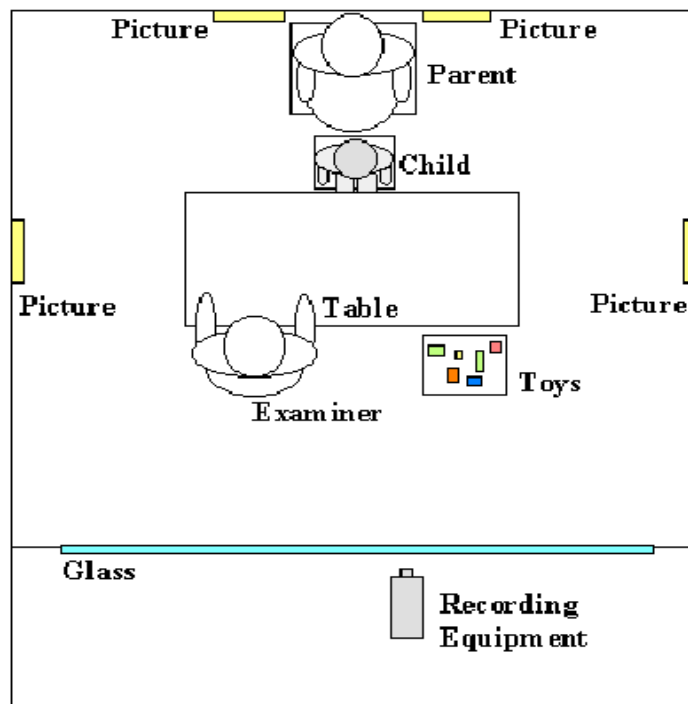 Picture
Picture
Parent
Child
Picture
Table
Picture
Toys
Examiner
Glass
Recording
Equipment